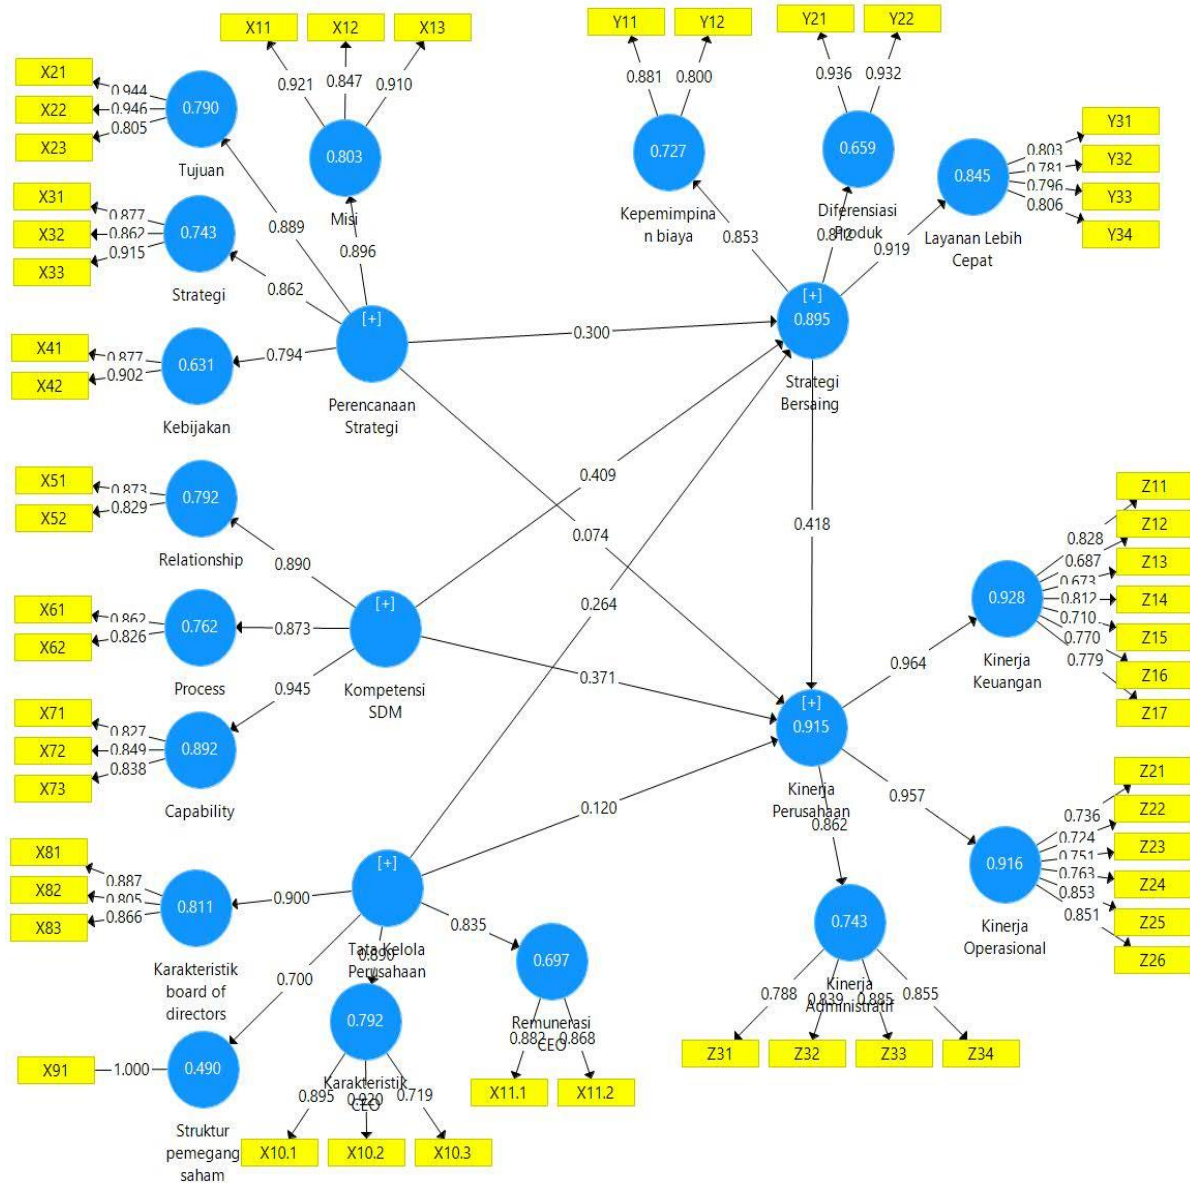 X11
X12
X13
0.921
0.847
0.910
0.803
Misi
0.896
X21
X22
X23
0.944
0.946
0.805
0.790
Tujuan
0.889
X31
X32
X33
0.877
0.862
0.915
0.743
Strategi
0.862
X41
X42
0.877
0.902
0.631
Kebijakan
0.794
[+]
Perencanaan
Strategi
0.300
0.074
X51
X52
0.873
0.829
0.792
Relationship
0.890
X61
X62
0.862
0.826
0.762
Process
0.873
X71
X72
X73
0.827
0.849
0.838
0.892
Capability
0.945
[+]
Kompetensi
SDM
0.409
0.371
X81
X82
X83
0.887
0.805
0.866
0.811
Karakteristik
board of
directors
0.900
X91
1.000
0.490
Struktur
pemegang
saham
0.700
[+]
Tata Kelola
Perusahaan
0.890
0.264
0.120
0.792
Karakteristik
CEO
0.895
0.920
0.719
X10.1
X10.2
X10.3
0.835
0.697
Remunerasi
CEO
0.882
0.868
X11.1
X11.2
Y11
Y12
0.881
0.800
0.727
Kepemimpina
n biaya
0.853
Y21
Y22
0.936
0.932
0.659
Diferensiasi
Produk
0.812
Y31
Y32
Y33
Y34
0.803
0.781
0.796
0.806
0.845
Layanan Lebih
Cepat
0.919
[+]
0.895
Strategi
Bersaing
0.418
[+]
0.915
Kinerja
Perusahaan
0.964
0.957
0.862
Z11
Z12
Z13
Z14
Z15
Z16
Z17
0.828
0.687
0.673
0.812
0.710
0.770
0.779
0.928
Kinerja
Keuangan
Z21
Z22
Z23
Z24
Z25
Z26
0.736
0.724
0.751
0.763
0.853
0.851
0.916
Kinerja
Operasional
0.743
Kinerja
Administratif
0.788
0.839
0.885
0.855
Z31
Z32
Z33
Z34